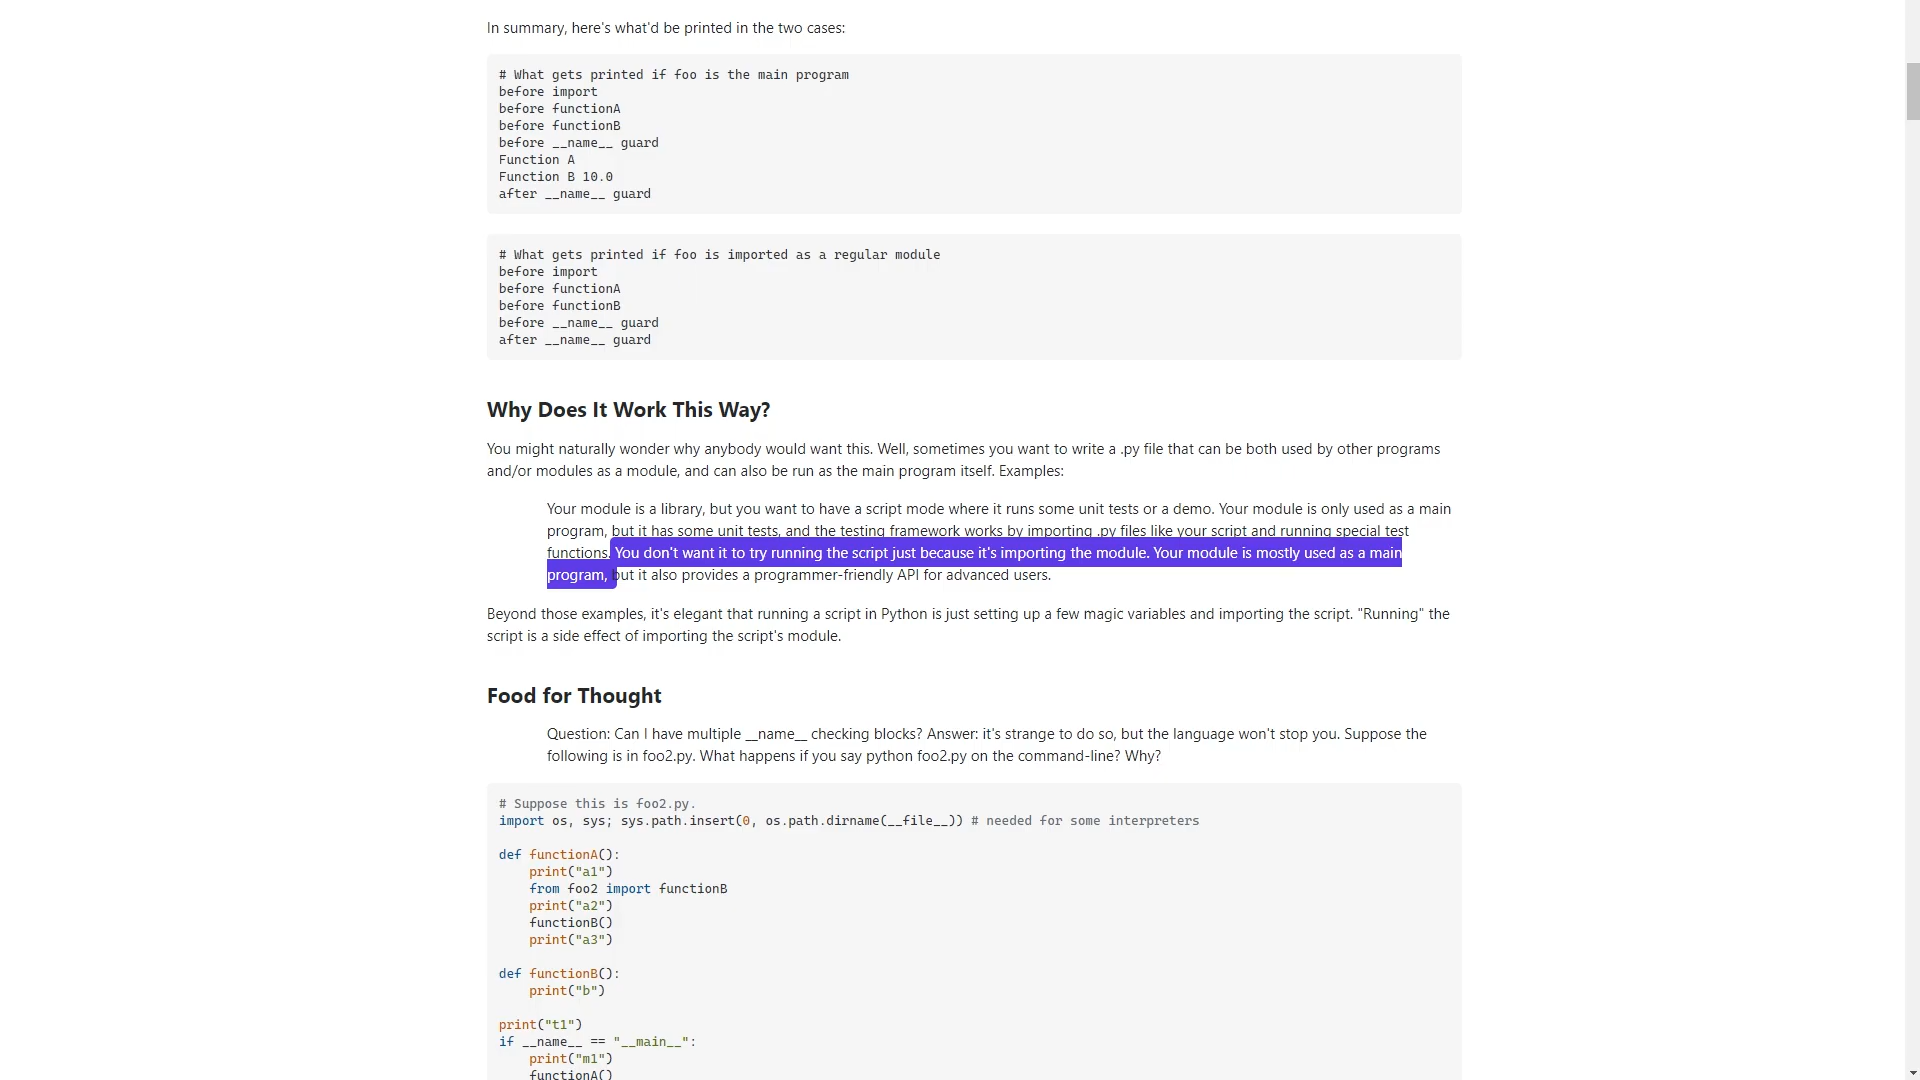 In summary, here's what'd be printed in the two cases:
# What gets printed if foo is the main program
before import
before functionA
before functionB
before __name__ guard
Function A
Function B 10.0
after __name__ guard
# What gets printed if foo is imported as a regular module
before import
before functionA
before functionB
before __name__ guard
after __name__ guard
Why Does It Work This Way?
You might naturally wonder why anybody would want this. Well, sometimes you want to write a .py file that can be both used by other programs
and/or modules as a module, and can also be run as the main program itself. Examples:
Your module is a library, but you want to have a script mode where it runs some unit tests or a demo. Your module is only used as a main
program, but it has some unit tests, and the testing framework works by importing .py files like your script and running special test
functions. You don't want it to try running the script just because it's importing the module. Your module is mostly used as a main
program, but it also provides a programmer-friendly API for advanced users.
Beyond those examples, it's elegant that running a script in Python is just setting up a few magic variables and importing the script. "Running" the
script is a side effect of importing the script's module.
Food for Thought
Question: Can I have multiple __name__ checking blocks? Answer: it's strange to do so, but the language won't stop you. Suppose the
following is in foo2.py. What happens if you say python foo2.py on the command-line? Why?
# Suppose this is foo2.py.
import os, sys; sys.path.insert(0, os.path.dirname(__file__)) # needed for some interpreters
def functionA():
    print("a1")
    from foo2 import functionB
    print("a2")
    functionB()
    print("a3")
def functionB():
    print("b")
print("t1")
if __name__ == "__main__":
    print("m1")
    functionA()